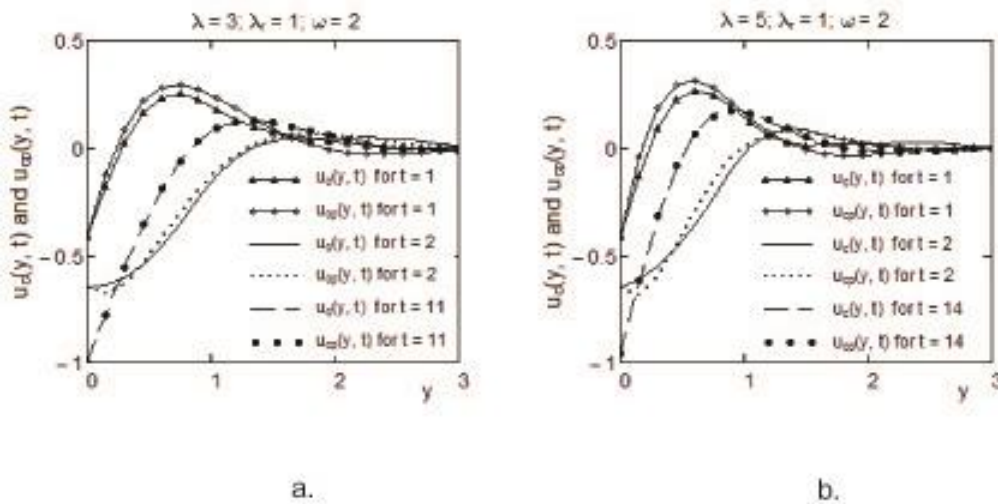 λ = 3; λr = 1; ω = 2
0.5
0
−0.5
−1
0 1 2 3
y
uc(y, t) and ucp(y, t)
uc(y, t) for t = 1
ucp(y, t) for t = 1
uc(y, t) for t = 2
ucp(y, t) for t = 2
uc(y, t) for t = 11
ucp(y, t) for t = 11
a.
λ = 5; λr = 1; ω = 2
0.5
0
−0.5
−1
0 1 2 3
y
uc(y, t) and ucp(y, t)
uc(y, t) for t = 1
ucp(y, t) for t = 1
uc(y, t) for t = 2
ucp(y, t) for t = 2
uc(y, t) for t = 14
ucp(y, t) for t = 14
b.